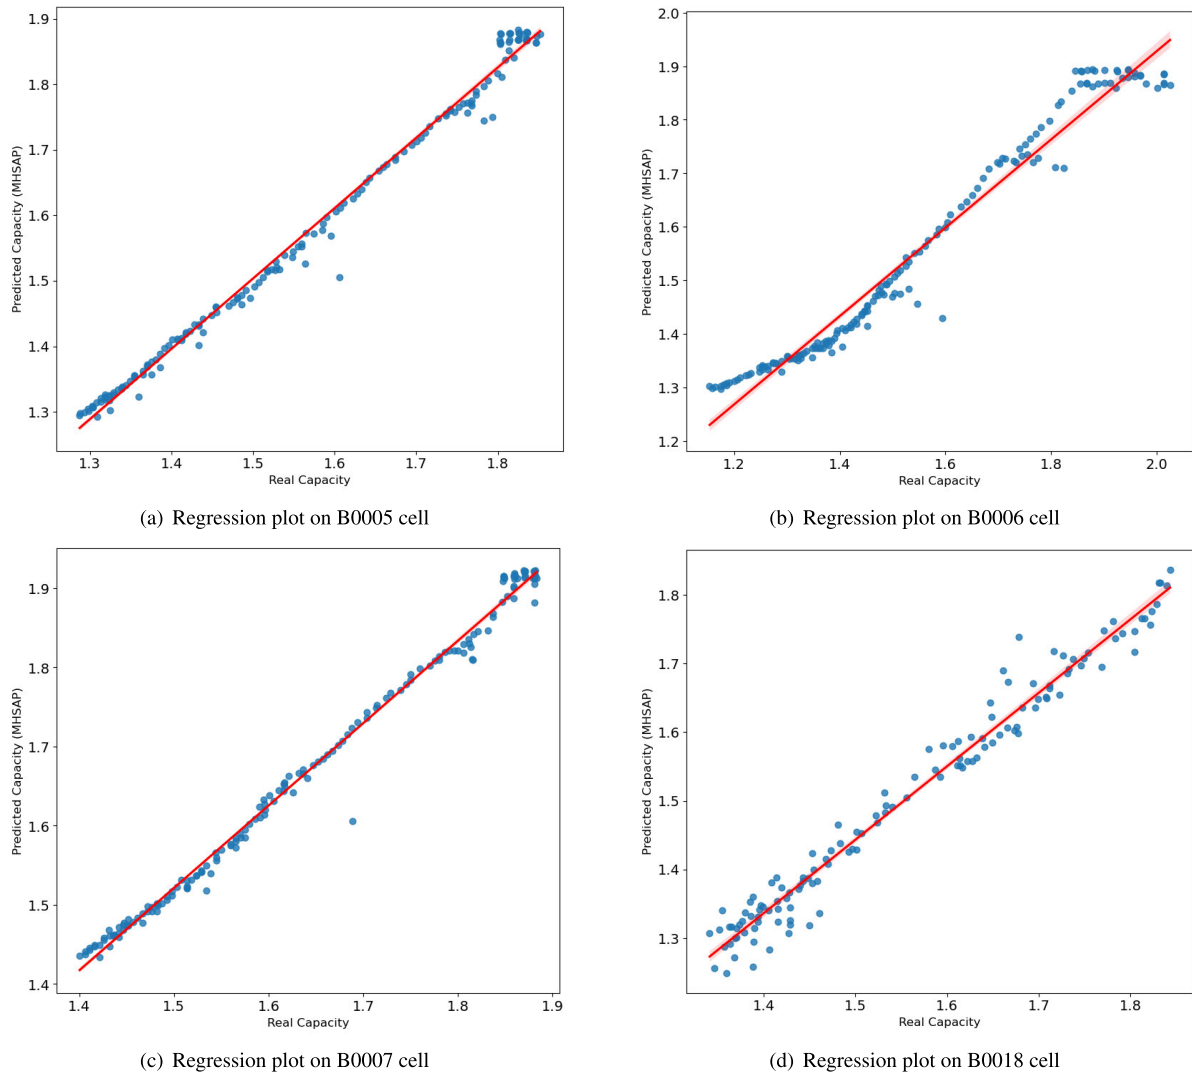 1.9
1.8
1.7
1.6
1.5
1.4
1.3
Predicted Capacity (MHSAP)
1.3 1.4 1.5 1.6 1.7 1.8
Real Capacity
(a) Regression plot on B0005 cell
2.0
1.9
1.8
1.7
1.6
1.5
1.4
1.3
1.2
Predicted Capacity (MHSAP)
1.2 1.4 1.6 1.8 2.0
Real Capacity
(b) Regression plot on B0006 cell
1.9
1.8
1.7
1.6
1.5
1.4
Predicted Capacity (MHSAP)
1.4 1.5 1.6 1.7 1.8 1.9
Real Capacity
(c) Regression plot on B0007 cell
1.8
1.7
1.6
1.5
1.4
1.3
Predicted Capacity (MHSAP)
1.4 1.5 1.6 1.7 1.8
Real Capacity
(d) Regression plot on B0018 cell